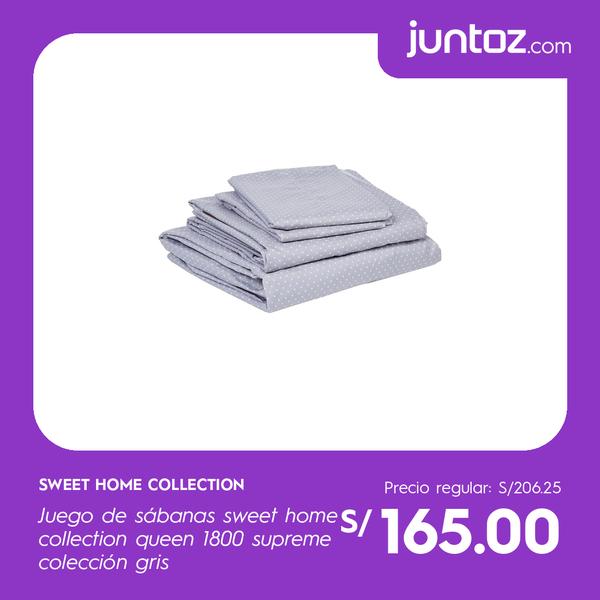 juntoz.com
SWEET HOME COLLECTION
Juego de sábanas sweet home
collection queen 1800 supreme
colección gris
Precio regular: S/206.25
S/ 165.00